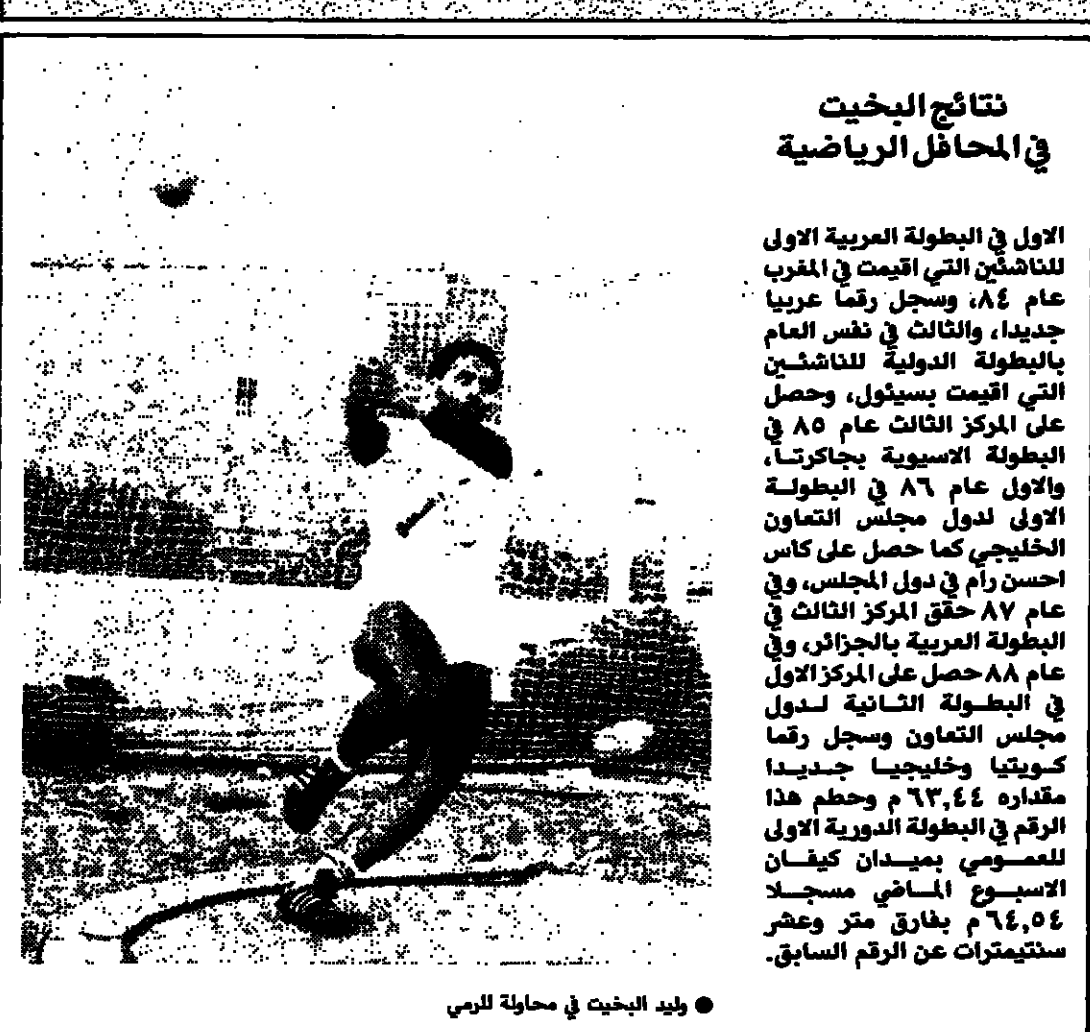 نتائج البخيت
في المحافل الرياضية
الاول في البطولة العربية الاولى
للناشئين التي اقيمت في المغرب
عام ٨٤، وسجل رقما عربيا
جديدا، والثالث في نفس العام
بالبطولة الدولية للناشئين
التي اقيمت بسيئول، وحصل
على المركز الثالث عام ٨٥ في
البطولة الاسيوية بجاكرتا،
والاول عام ٨٦ في البطولة
الاولى لدول مجلس التعاون
الخليجي كما حصل على كاس
احسن رام في دول المجلس، وفي
عام ٨٧ حقق المركز الثالث في
البطولة العربية بالجزائر، وفي
عام ٨٨ حصل على المركز الاول
في البطولة الثانية لدول
مجلس التعاون وسجل رقما
كويتيا وخليجيا جديدا
مقداره ٦٣,٤٤ م وحطم هذا
الرقم في البطولة الدورية الاولى
للعمومي بميدان كيفان
الاسبوع الماضي مسجلا
٦٤,٥٤ م بفارق متر وعشر
سنتيمترات عن الرقم السابق.
● وليد البخيت في محاولة للرمي